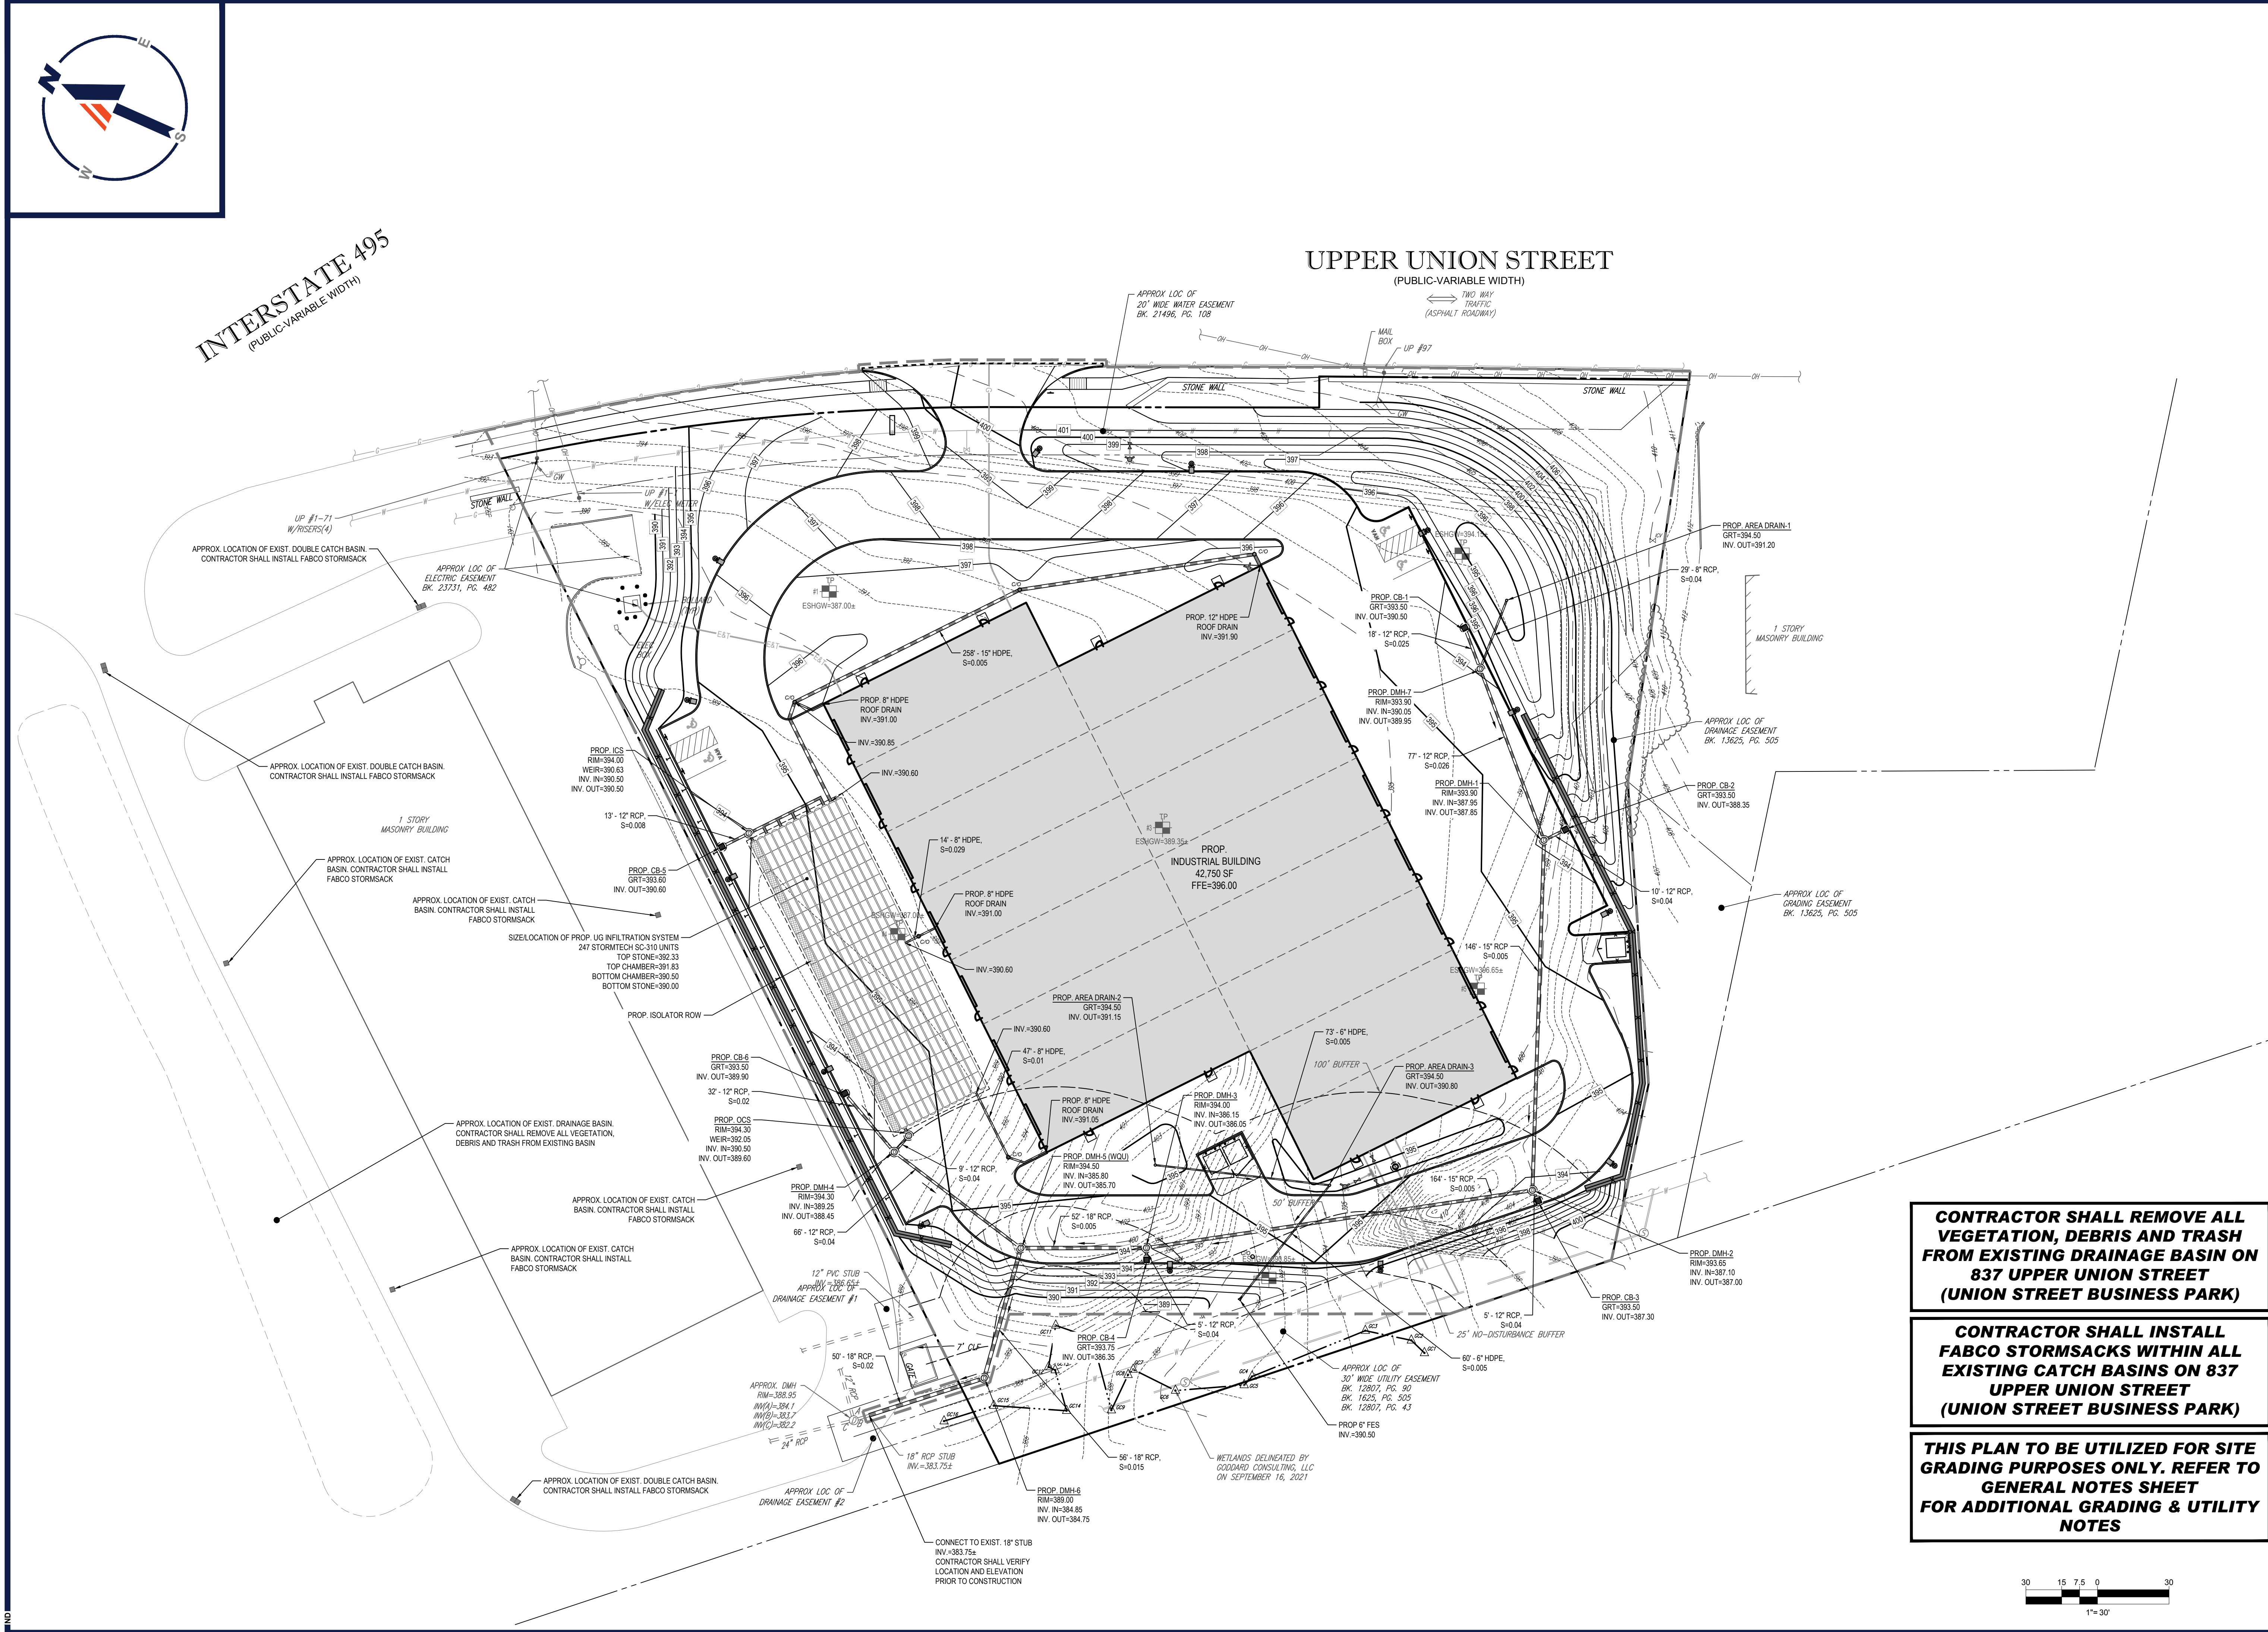 N
E
S
W
INTERSTATE 495
(PUBLIC-VARIABLE WIDTH)
UPPER UNION STREET
(PUBLIC-VARIABLE WIDTH)
TWO WAY
TRAFFIC
(ASPHALT ROADWAY)
APPROX LOC OF
20' WIDE WATER EASEMENT
BK. 21496, PG. 108
MAIL
BOX
UP #97
STONE WALL
STONE WALL
STONE WALL
GW
GW
UP #1-1
W/ELEC METER
UP #1-71
W/RISERS(4)
APPROX. LOCATION OF EXIST. DOUBLE CATCH BASIN.
CONTRACTOR SHALL INSTALL FABCO STORMSACK
APPROX LOC OF
ELECTRIC EASEMENT
BK. 23731, PG. 482
BOLLARD
(TYP)
ELEC
BOX
TP
ESHGW=387.00±
PROP. 12" HDPE
ROOF DRAIN
INV.=391.90
258' - 15" HDPE,
S=0.005
PROP. 8" HDPE
ROOF DRAIN
INV.=391.00
INV.=390.85
INV.=390.60
ESHGW=394.15±
TP
PROP. AREA DRAIN-1
GRT=394.50
INV. OUT=391.20
29' - 8" RCP,
S=0.04
1 STORY
MASONRY BUILDING
PROP. CB-1
GRT=393.50
INV. OUT=390.50
18' - 12" RCP,
S=0.025
PROP. DMH-7
RIM=393.90
INV. IN=390.05
INV. OUT=389.95
APPROX LOC OF
DRAINAGE EASEMENT
BK. 13625, PG. 505
77' - 12" RCP,
S=0.026
PROP. DMH-1
RIM=393.90
INV. IN=387.95
INV. OUT=387.85
PROP. CB-2
GRT=393.50
INV. OUT=388.35
10' - 12" RCP,
S=0.04
APPROX LOC OF
GRADING EASEMENT
BK. 13625, PG. 505
146' - 15" RCP
S=0.005
ESHGW=396.65±
TP
PROP. ICS
RIM=394.00
WEIR=390.63
INV. IN=390.50
INV. OUT=390.50
APPROX. LOCATION OF EXIST. DOUBLE CATCH BASIN.
CONTRACTOR SHALL INSTALL FABCO STORMSACK
1 STORY
MASONRY BUILDING
13' - 12" RCP,
S=0.008
PROP. CB-5
GRT=393.60
INV. OUT=390.60
APPROX. LOCATION OF EXIST. CATCH
BASIN. CONTRACTOR SHALL INSTALL
FABCO STORMSACK
APPROX. LOCATION OF EXIST. CATCH
BASIN. CONTRACTOR SHALL INSTALL
FABCO STORMSACK
SIZE/LOCATION OF PROP. UG INFILTRATION SYSTEM
247 STORMTECH SC-310 UNITS
TOP STONE=392.33
TOP CHAMBER=391.83
BOTTOM CHAMBER=390.50
BOTTOM STONE=390.00
PROP. ISOLATOR ROW
14' - 8" HDPE,
S=0.029
PROP. 8" HDPE
ROOF DRAIN
INV.=391.00
ESHGW=387.00±
TP
INV.=390.60
TP
ESHGW=389.35±
PROP.
INDUSTRIAL BUILDING
42,750 SF
FFE=396.00
PROP. AREA DRAIN-2
GRT=394.50
INV. OUT=391.15
INV.=390.60
47' - 8" HDPE,
S=0.01
73' - 6" HDPE,
S=0.005
100' BUFFER
PROP. AREA DRAIN-3
GRT=394.50
INV. OUT=390.80
PROP. CB-6
GRT=393.50
INV. OUT=389.90
32' - 12" RCP,
S=0.02
PROP. OCS
RIM=394.30
WEIR=392.05
INV. IN=390.50
INV. OUT=389.60
PROP. 8" HDPE
ROOF DRAIN
INV.=391.05
PROP. DMH-3
RIM=394.00
INV. IN=386.15
INV. OUT=386.05
APPROX. LOCATION OF EXIST. DRAINAGE BASIN.
CONTRACTOR SHALL REMOVE ALL VEGETATION,
DEBRIS AND TRASH FROM EXISTING BASIN
PROP. DMH-5 (WQU)
RIM=394.50
INV. IN=385.80
INV. OUT=385.70
9' - 12" RCP,
S=0.04
PROP. DMH-4
RIM=394.30
INV. IN=389.25
INV. OUT=388.45
66' - 12" RCP,
S=0.04
APPROX. LOCATION OF EXIST. CATCH
BASIN. CONTRACTOR SHALL INSTALL
FABCO STORMSACK
APPROX. LOCATION OF EXIST. CATCH
BASIN. CONTRACTOR SHALL INSTALL
FABCO STORMSACK
52' - 18" RCP,
S=0.005
50' BUFFER
164' - 15" RCP,
S=0.005
PROP. DMH-2
RIM=393.65
INV. IN=387.10
INV. OUT=387.00
PROP. CB-3
GRT=393.50
INV. OUT=387.30
12" PVC STUB
INV.=386.65±
APPROX LOC OF
DRAINAGE EASEMENT #1
7' CLF
GATE
50' - 18" RCP,
S=0.02
12" RCP
APPROX. DMH
RIM=388.95
INV(A)=384.1
INV(B)=383.7
INV(C)=382.2
24" RCP
18" RCP STUB
INV.=383.75±
PROP. CB-4
GRT=393.75
INV. OUT=386.35
5' - 12" RCP,
S=0.04
5' - 12" RCP,
S=0.04
25' NO-DISTURBANCE BUFFER
60' - 6" HDPE,
S=0.005
APPROX LOC OF
30' WIDE UTILITY EASEMENT
BK. 12807, PG. 90
BK. 1625, PG. 505
BK. 12807, PG. 43
PROP 6" FES
INV.=390.50
56' - 18" RCP,
S=0.015
WETLANDS DELINEATED BY
GODDARD CONSULTING, LLC
ON SEPTEMBER 16, 2021
APPROX. LOCATION OF EXIST. DOUBLE CATCH BASIN.
CONTRACTOR SHALL INSTALL FABCO STORMSACK
APPROX LOC OF
DRAINAGE EASEMENT #2
PROP. DMH-6
RIM=389.00
INV. IN=384.85
INV. OUT=384.75
CONNECT TO EXIST. 18" STUB
INV.=383.75±
CONTRACTOR SHALL VERIFY
LOCATION AND ELEVATION
PRIOR TO CONSTRUCTION
CONTRACTOR SHALL REMOVE ALL
VEGETATION, DEBRIS AND TRASH
FROM EXISTING DRAINAGE BASIN ON
837 UPPER UNION STREET
(UNION STREET BUSINESS PARK)
CONTRACTOR SHALL INSTALL
FABCO STORMSACKS WITHIN ALL
EXISTING CATCH BASINS ON 837
UPPER UNION STREET
(UNION STREET BUSINESS PARK)
THIS PLAN TO BE UTILIZED FOR SITE
GRADING PURPOSES ONLY. REFER TO
GENERAL NOTES SHEET
FOR ADDITIONAL GRADING & UTILITY
NOTES
30 15 7.5 0 30
1"= 30'